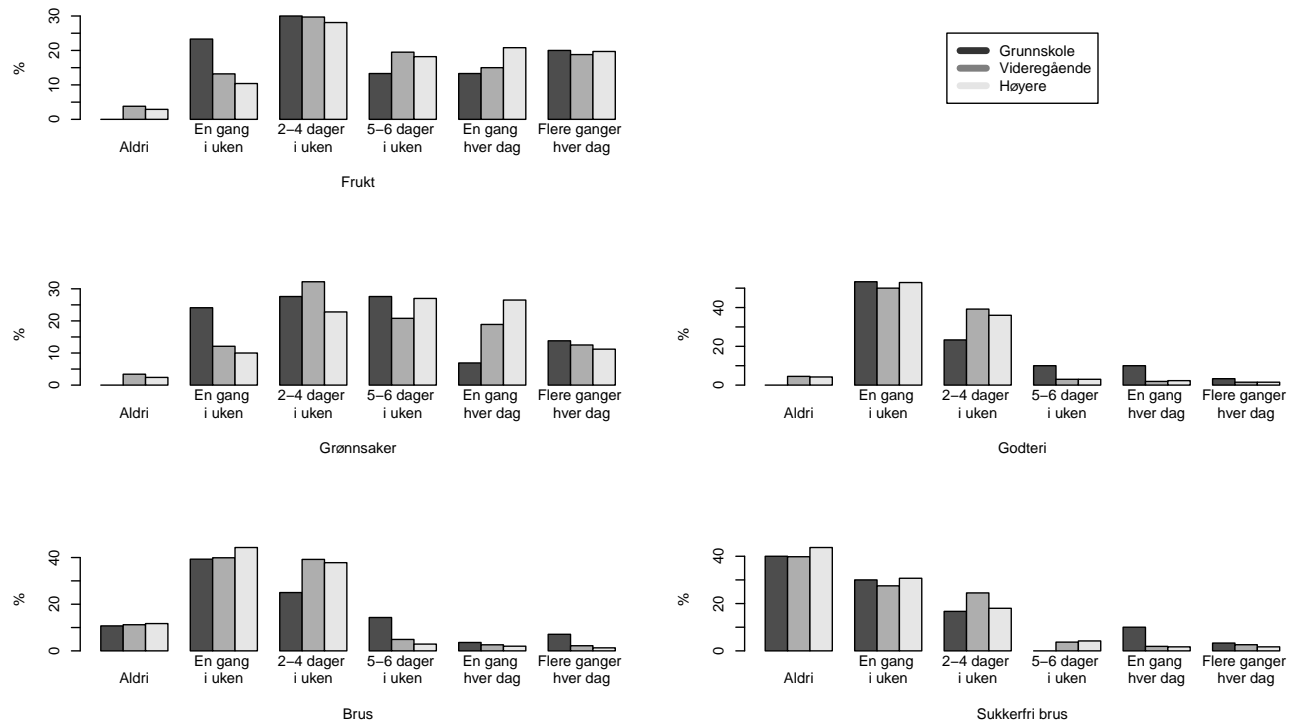 %
0
10
20
30
Aldri
En gang
i uken
2−4 dager
i uken
5−6 dager
i uken
En gang
hver dag
Flere ganger
hver dag
Frukt
Grunnskole
Videregående
Høyere
%
0
10
20
30
Aldri
En gang
i uken
2−4 dager
i uken
5−6 dager
i uken
En gang
hver dag
Flere ganger
hver dag
Grønnsaker
%
0
20
40
Aldri
En gang
i uken
2−4 dager
i uken
5−6 dager
i uken
En gang
hver dag
Flere ganger
hver dag
Godteri
%
0
20
40
Aldri
En gang
i uken
2−4 dager
i uken
5−6 dager
i uken
En gang
hver dag
Flere ganger
hver dag
Brus
%
0
20
40
Aldri
En gang
i uken
2−4 dager
i uken
5−6 dager
i uken
En gang
hver dag
Flere ganger
hver dag
Sukkerfri brus